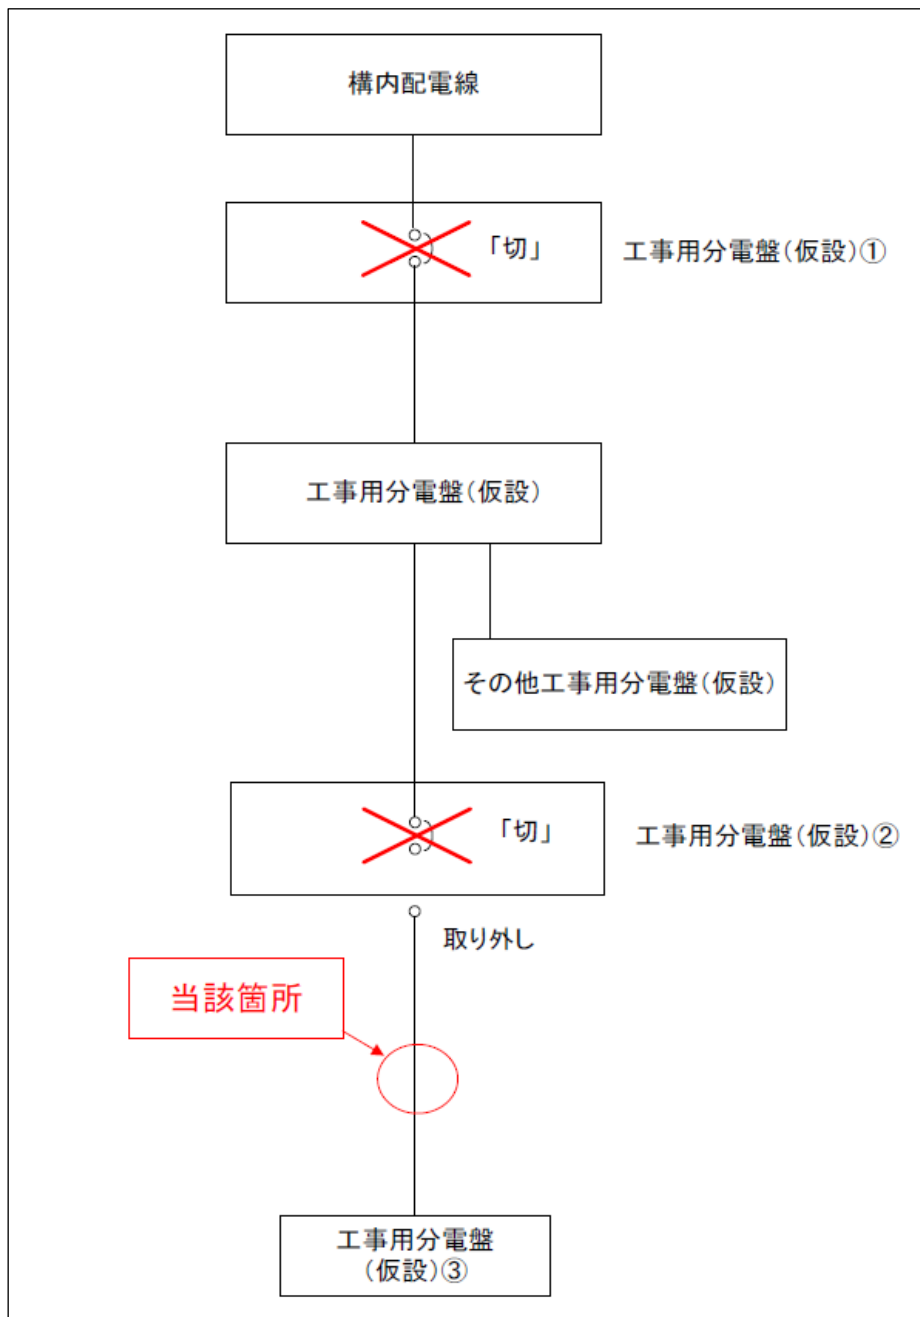 構内配電線
「切」
工事用分電盤(仮設)①
工事用分電盤(仮設)
その他工事用分電盤(仮設)
「切」
工事用分電盤(仮設)②
取り外し
当該箇所
工事用分電盤
(仮設)③